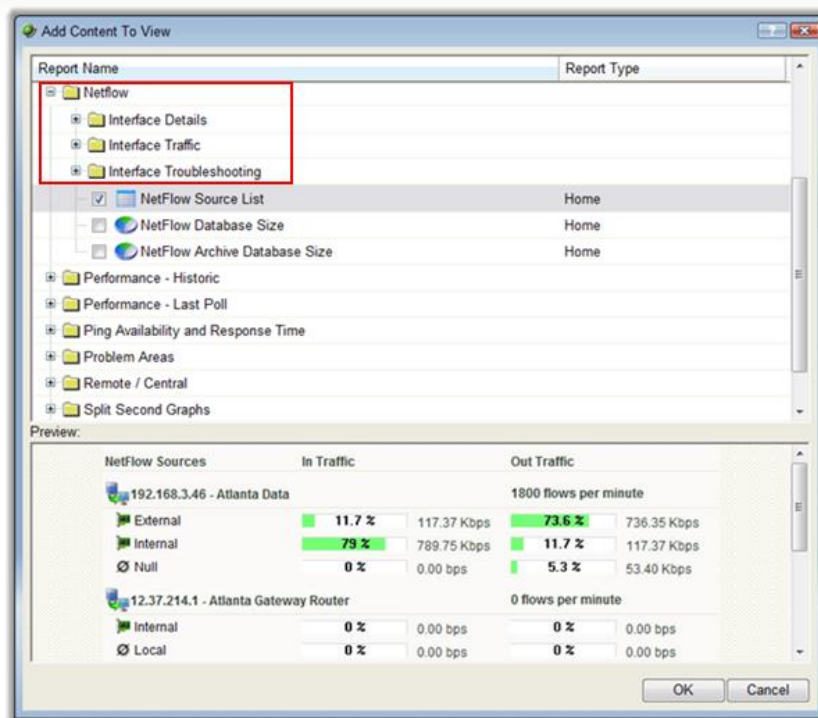 Add Content To View
Report Name Report Type
Netflow
Interface Details
Interface Traffic
Interface Troubleshooting
NetFlow Source List Home
NetFlow Database Size Home
NetFlow Archive Database Size Home
Performance - Historic
Performance - Last Poll
Ping Availability and Response Time
Problem Areas
Remote / Central
Split Second Graphs
Preview:
NetFlow Sources In Traffic Out Traffic
192.168.3.46 - Atlanta Data 1800 flows per minute
External 11.7 % 117.37 Kbps 73.6 % 736.35 Kbps
Internal 79 % 789.75 Kbps 11.7 % 117.37 Kbps
Null 0 % 0.00 bps 5.3 % 53.40 Kbps
12.37.214.1 - Atlanta Gateway Router 0 flows per minute
Internal 0 % 0.00 bps 0 % 0.00 bps
Local 0 % 0.00 bps 0 % 0.00 bps
OK Cancel